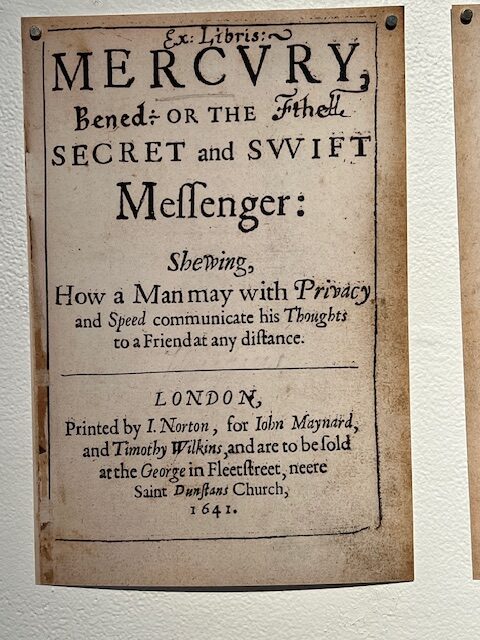 Ex: Libris:~
MERCVRY,
Bened: OR THE
SECRET and SVVIFT
Meſſenger:
Shewing,
How a Man may with Privacy
and Speed communicate his Thoughts
to a Friend at any diſtance.
LONDON,
Printed by I. Norton, for Iohn Maynard,
and Timothy Wilkins, and are to be ſold
at the George in Fleetſtreet, neere
Saint Dunſtans Church,
1641.